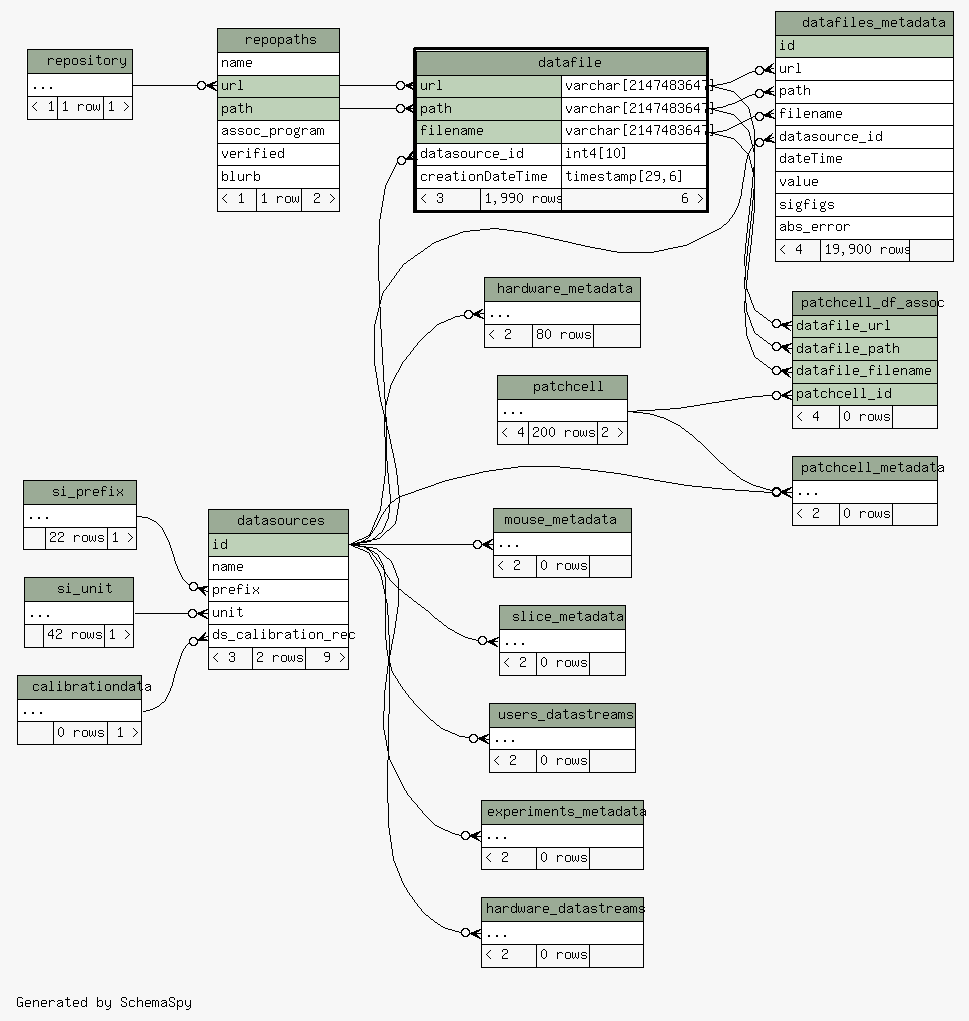 repository
...
< 1 1 row 1 >
repopaths
name
url
path
assoc_program
verified
blurb
< 1 1 row 2 >
datafile
url varchar[2147483647]
path varchar[2147483647]
filename varchar[2147483647]
datasource_id int4[10]
creationDateTime timestamp[29,6]
< 3 1,990 rows 6 >
datafiles_metadata
id
url
path
filename
datasource_id
dateTime
value
sigfigs
abs_error
< 4 19,900 rows
hardware_metadata
...
< 2 80 rows
patchcell_df_assoc
datafile_url
datafile_path
datafile_filename
patchcell_id
< 4 0 rows
patchcell
...
< 4 200 rows 2 >
patchcell_metadata
...
< 2 0 rows
si_prefix
...
22 rows 1 >
datasources
id
name
prefix
unit
ds_calibration_rec
< 3 2 rows 9 >
mouse_metadata
...
< 2 0 rows
si_unit
...
42 rows 1 >
slice_metadata
...
< 2 0 rows
calibrationdata
...
0 rows 1 >
users_datastreams
...
< 2 0 rows
experiments_metadata
...
< 2 0 rows
hardware_datastreams
...
< 2 0 rows
Generated by SchemaSpy